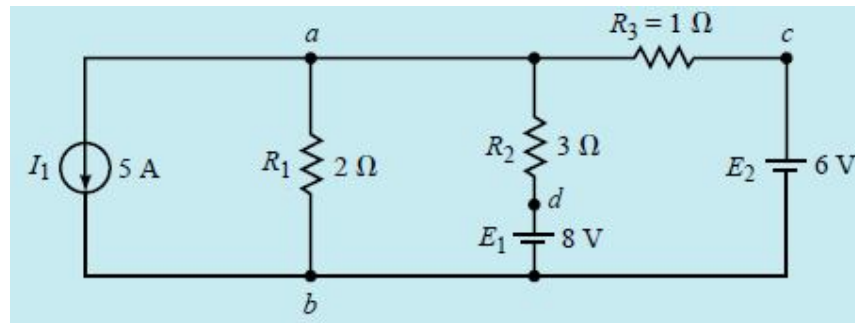 R3 = 1 Ω
a
c
I1
5 A
R1
2 Ω
R2
3 Ω
E2
6 V
d
E1
8 V
b